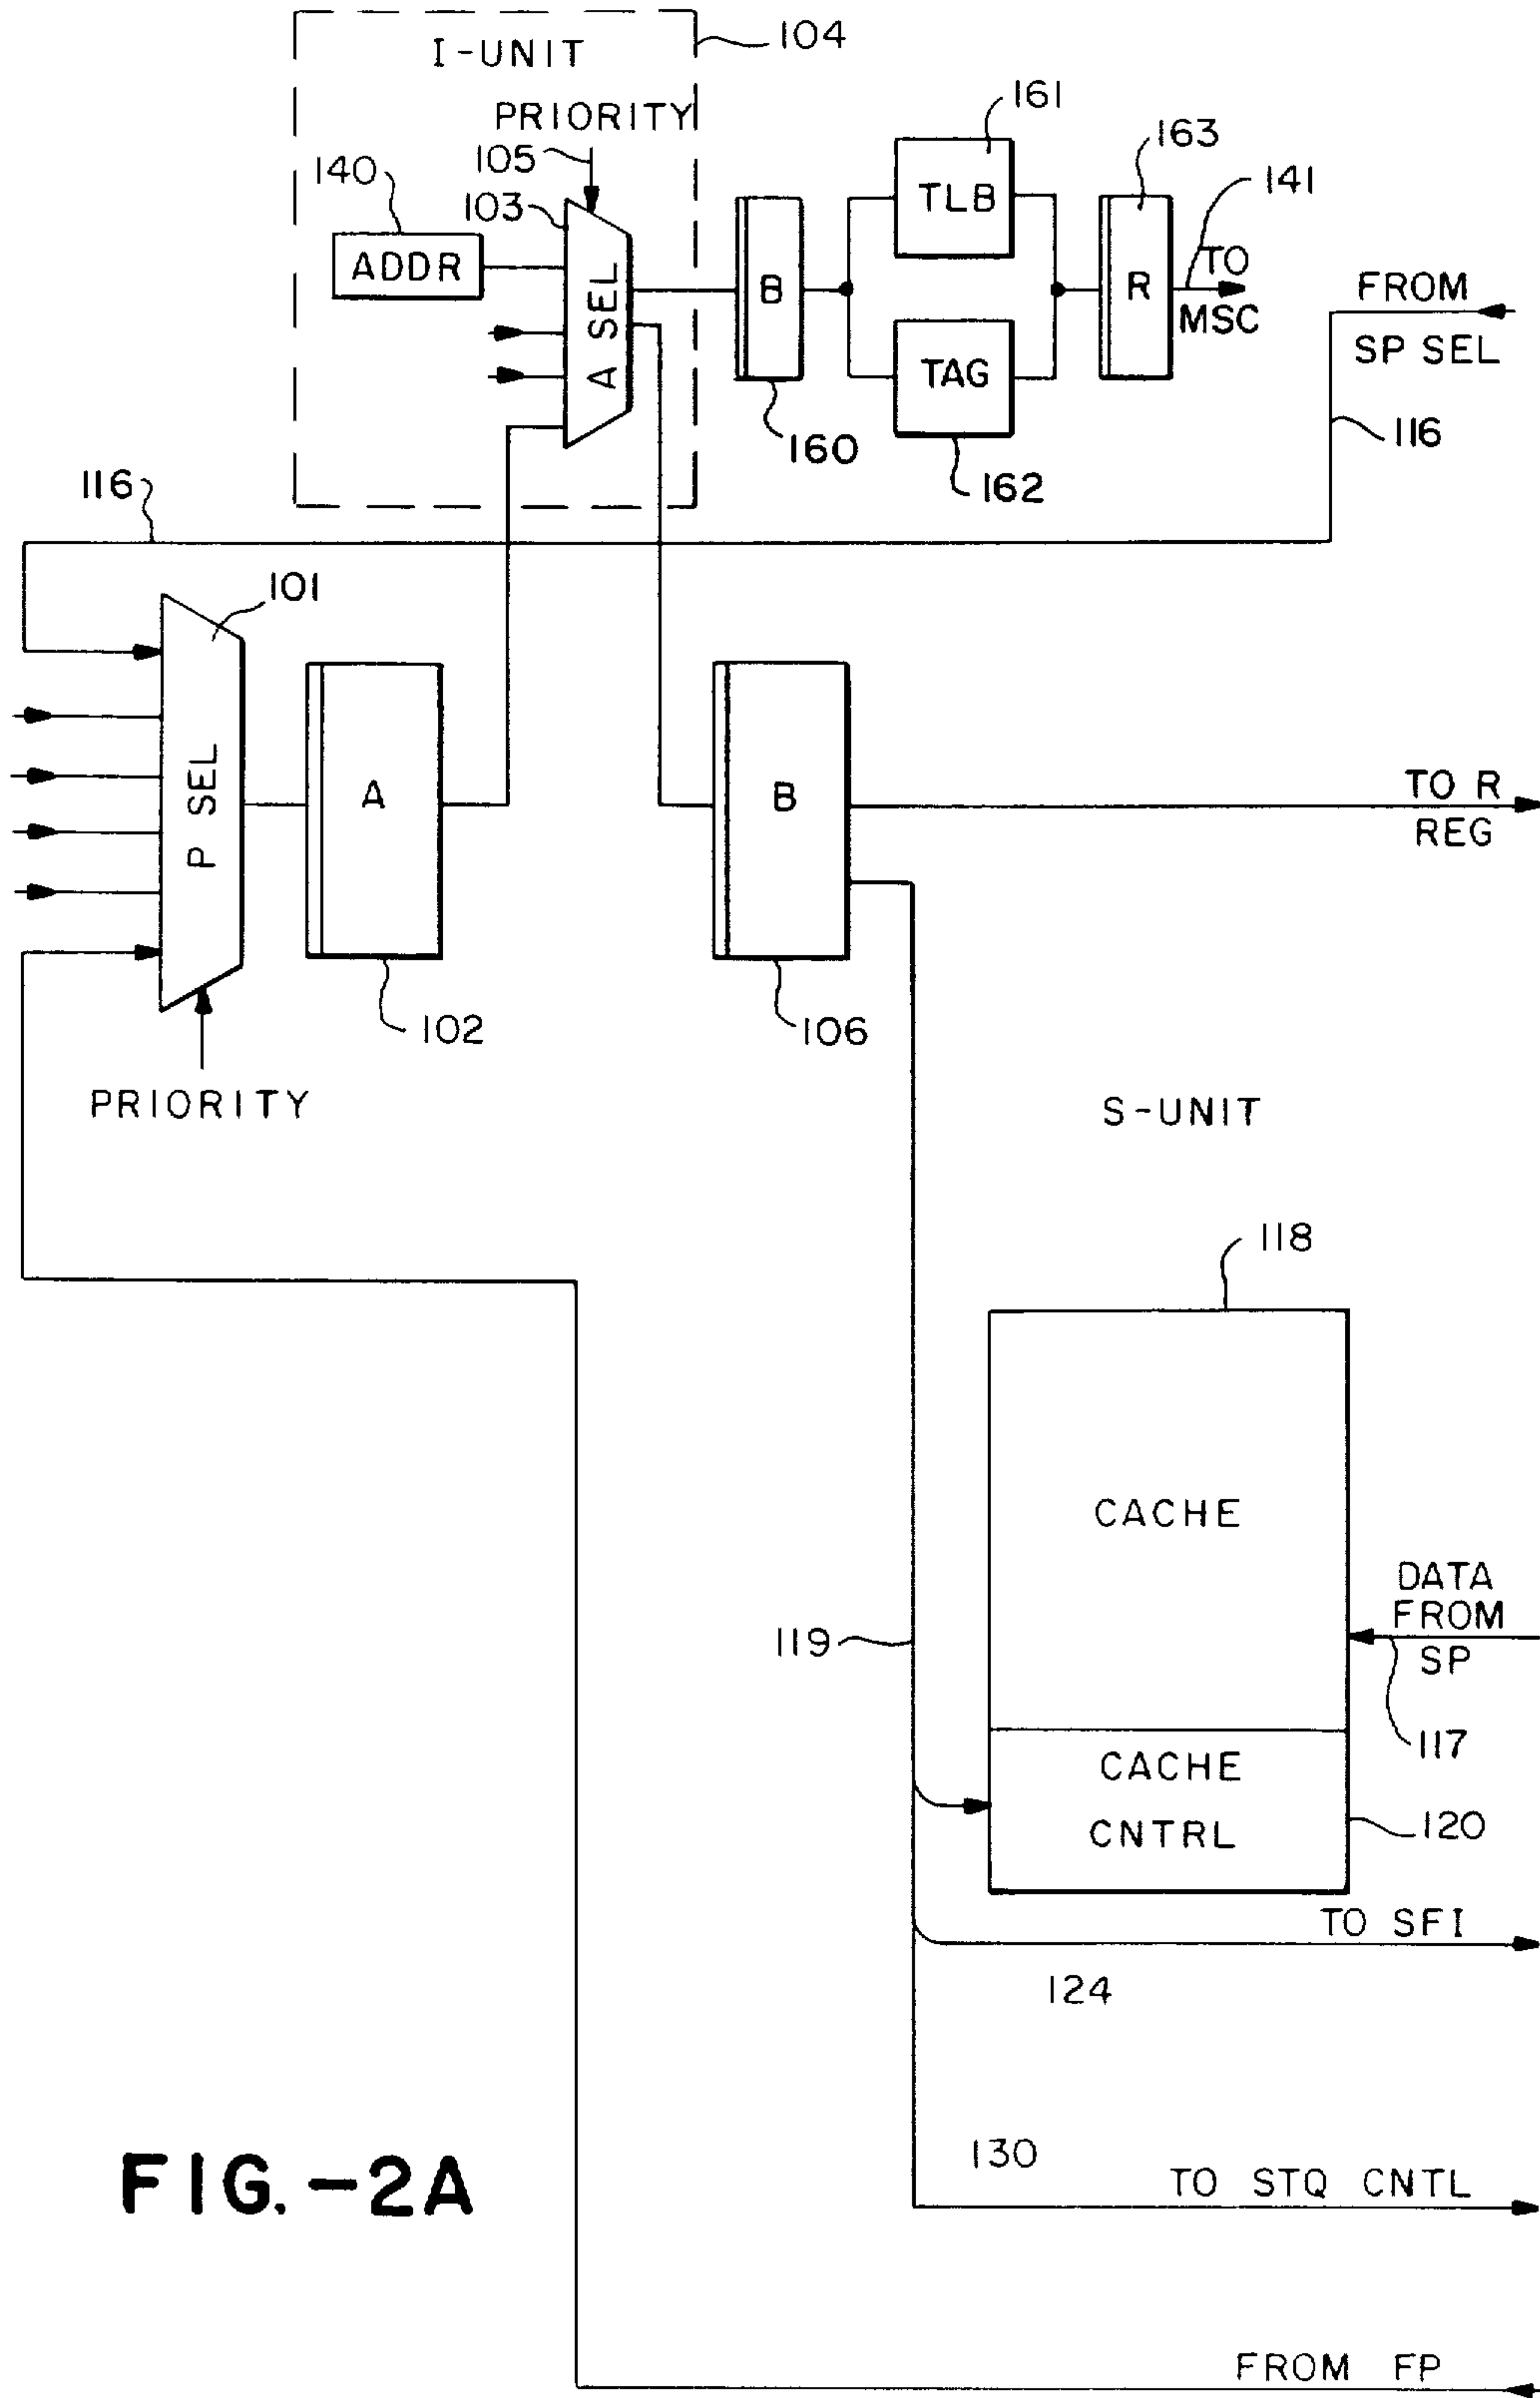 I-UNIT
104
PRIORITY
105
140
103
ADDR
A SEL
161
TLB
163
141
B
R
TO
MSC
TAG
160
162
FROM
SP SEL
116
116
101
P SEL
A
B
TO R
REG
102
106
PRIORITY
S-UNIT
118
CACHE
DATA
FROM
SP
119
117
CACHE
CNTRL
120
TO SFI
124
130
TO STQ CNTL
FIG.-2A
FROM FP